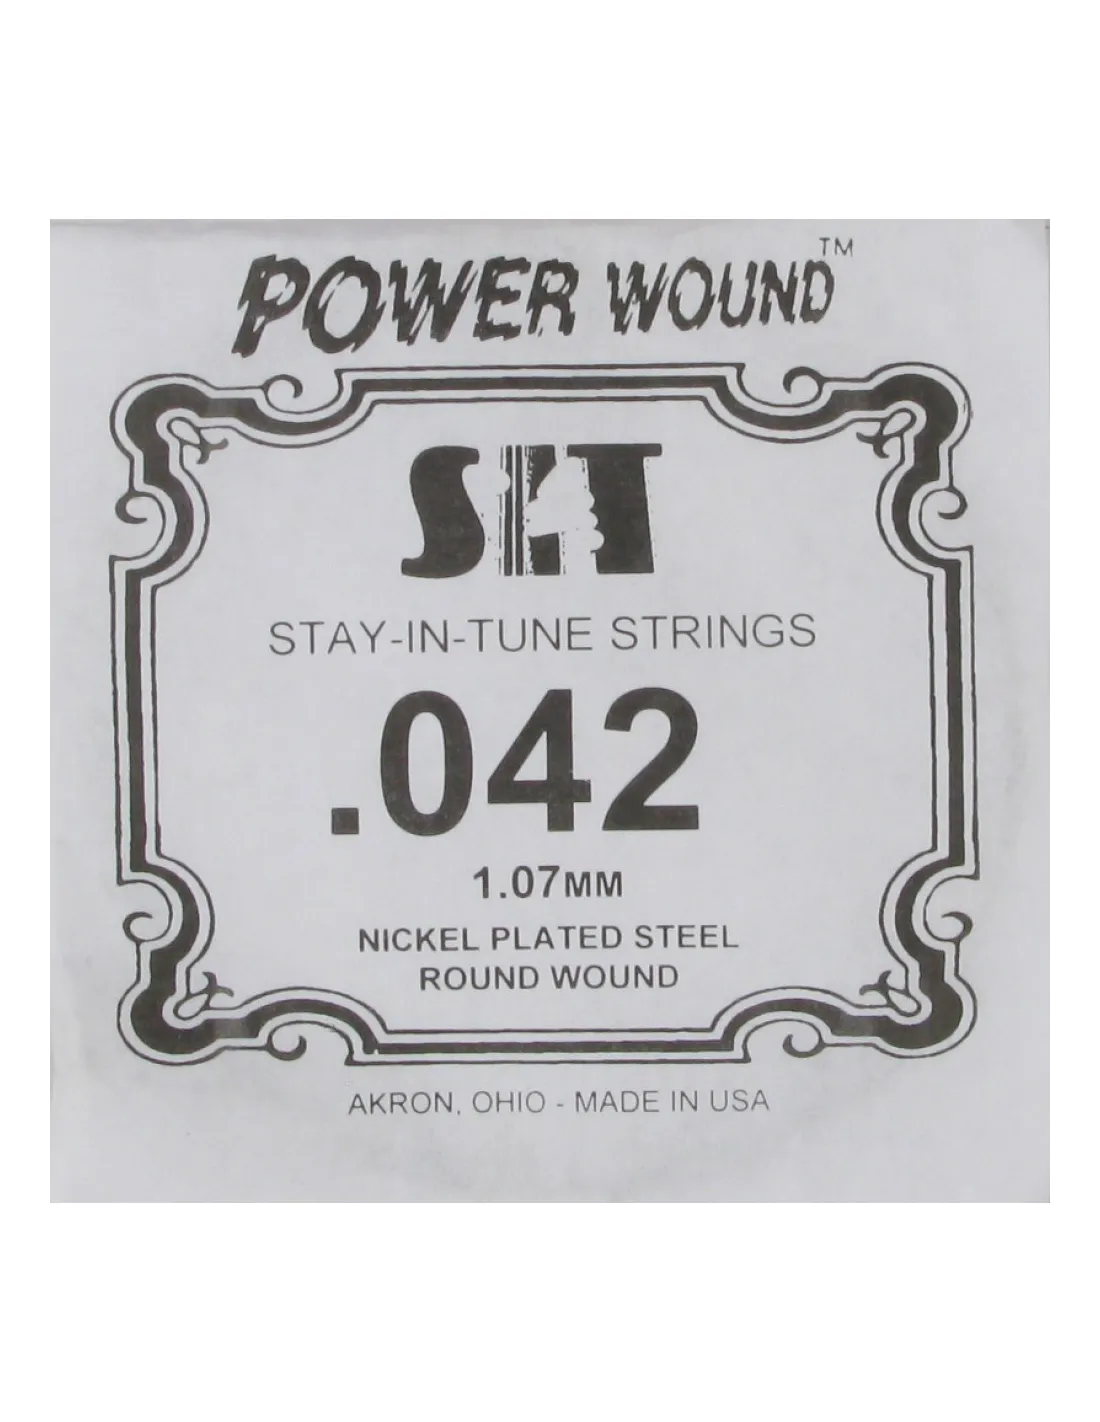 POWER WOUND™
SIT
STAY-IN-TUNE STRINGS
.042
1.07MM
NICKEL PLATED STEEL
ROUND WOUND
AKRON, OHIO - MADE IN USA